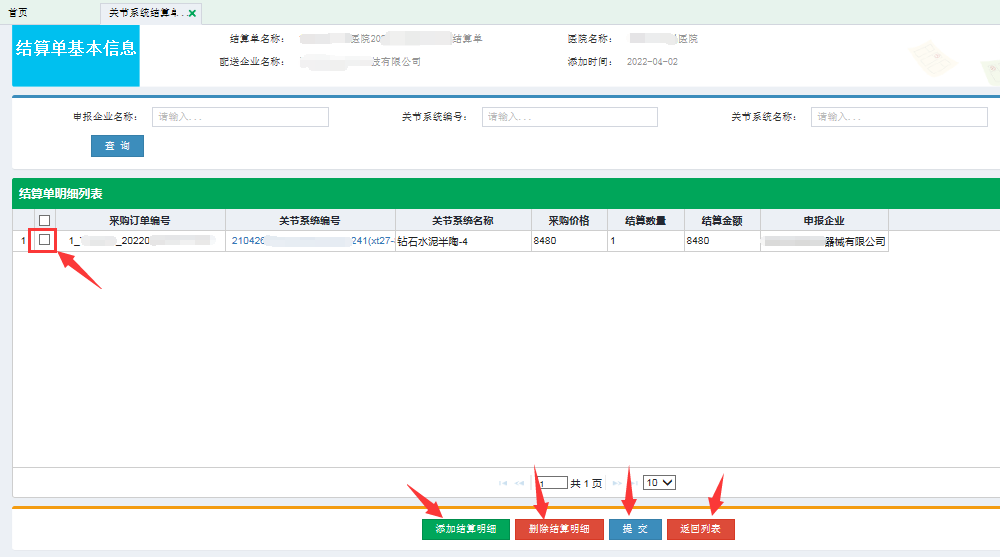 首页 关节系统结算单...
结算单基本信息
结算单名称： 医院20 结算单 医院名称： 医院
配送企业名称： 技有限公司 添加时间： 2022-04-02
申报企业名称： 请输入... 关节系统编号： 请输入... 关节系统名称： 请输入...
查 询
结算单明细列表
采购订单编号 关节系统编号 关节系统名称 采购价格 结算数量 结算金额 申报企业
1 1_ _20220 210426 241(xt27- 钻石水泥半陶-4 8480 1 8480 器械有限公司
1 共 1 页 10
添加结算明细 删除结算明细 提 交 返回列表